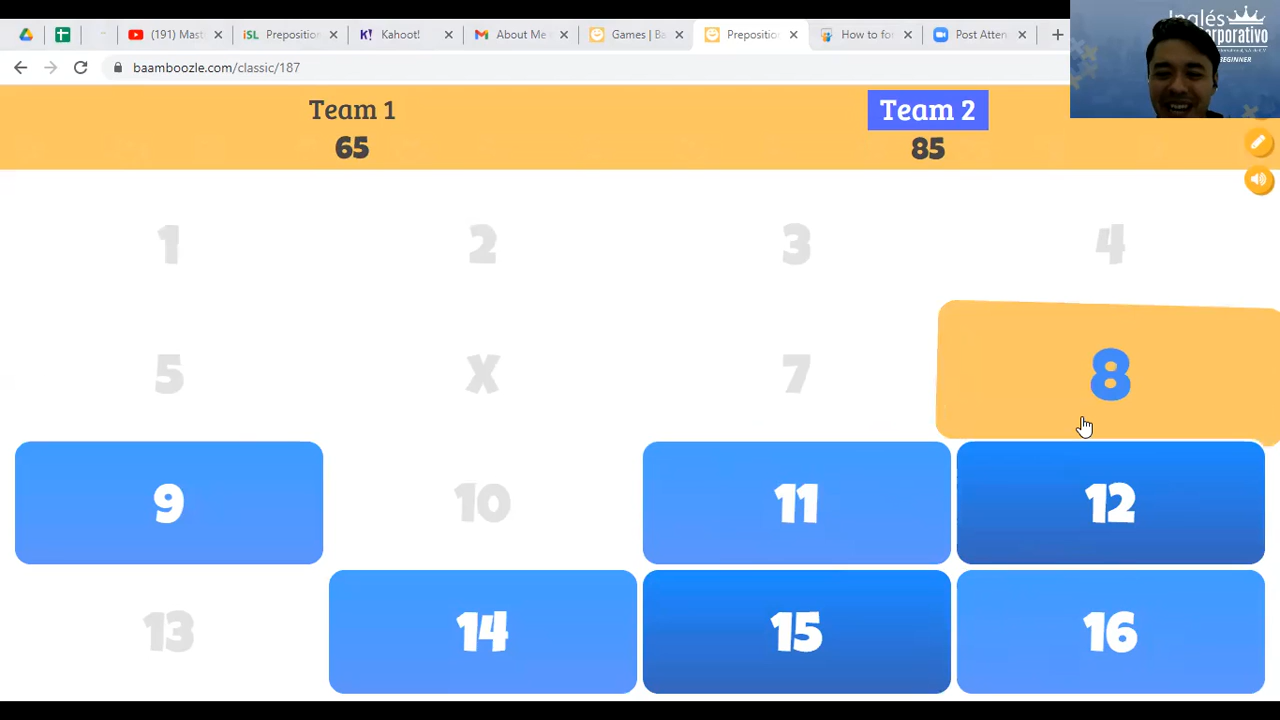 (191) Mast
iSL Prepositio
K! Kahoot!
About Me
Games | Ba
Prepositio
How to fo
Post Atten
Inglés
orporativo
BEGINNER
baamboozle.com/classic/187
Team 1
Team 2
65
85
1
2
3
4
5
X
7
8
9
10
11
12
13
14
15
16